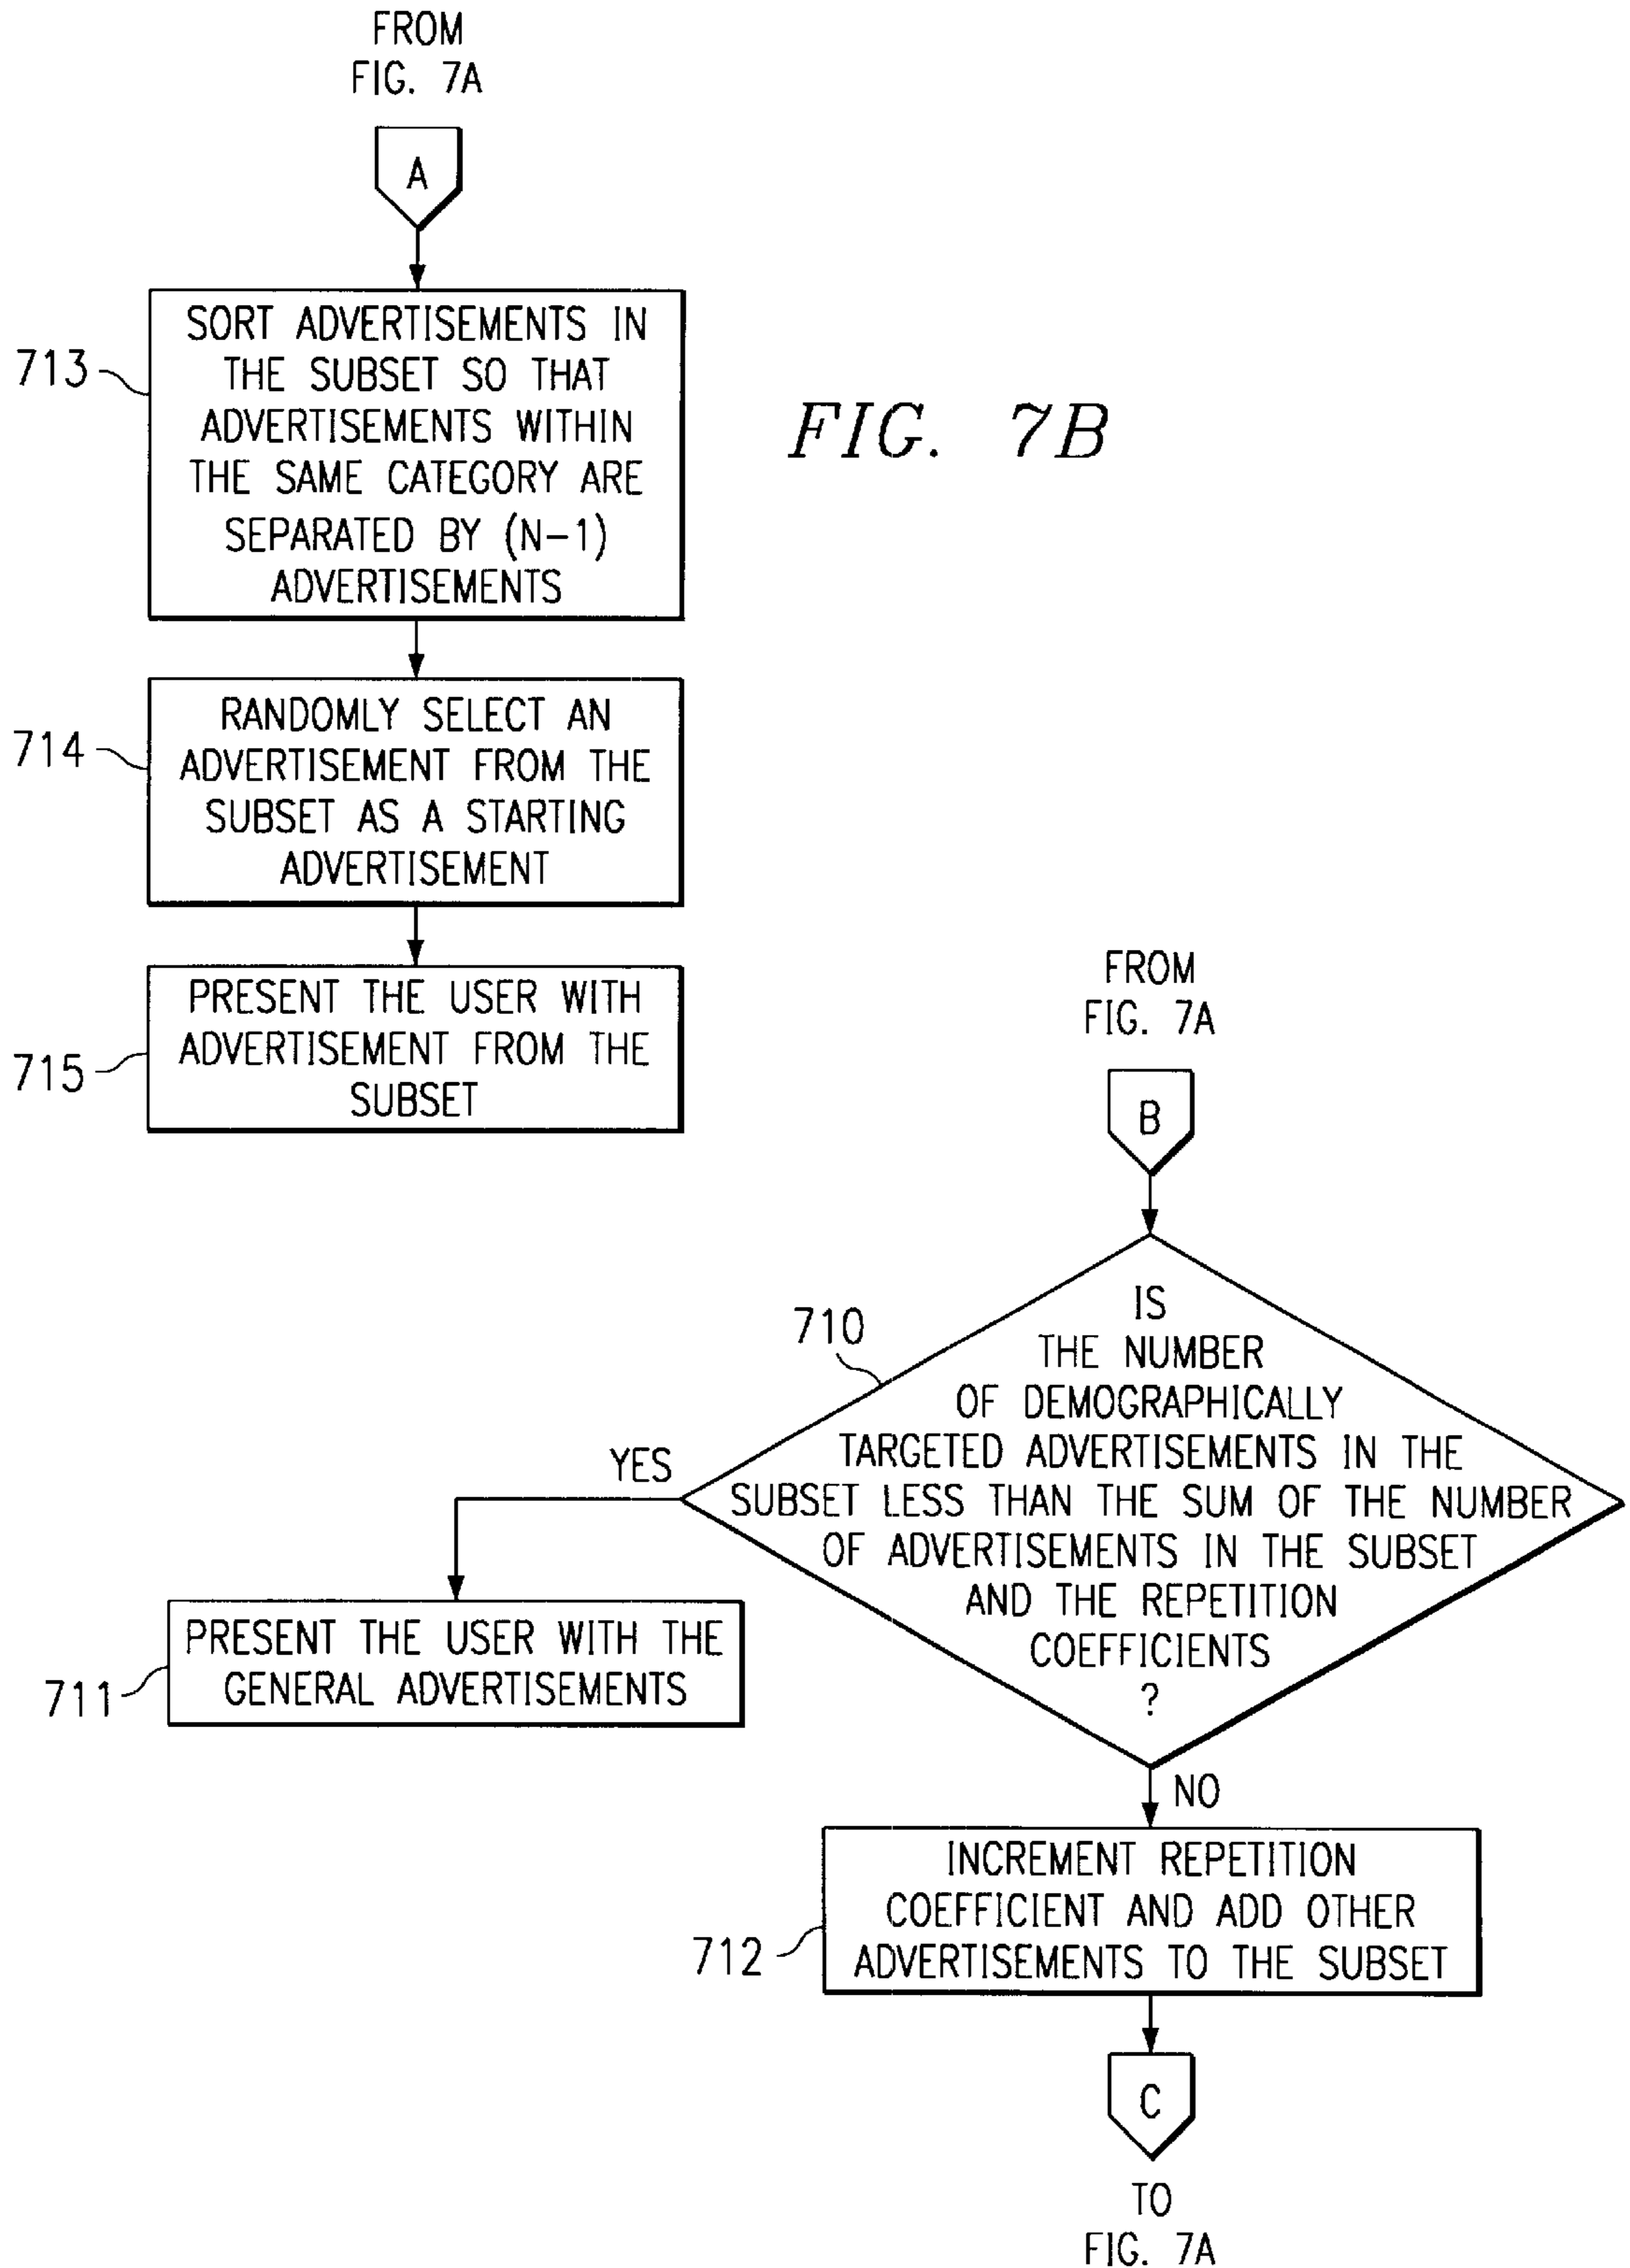 FROM
FIG. 7A
A
713
SORT ADVERTISEMENTS IN
THE SUBSET SO THAT
ADVERTISEMENTS WITHIN
THE SAME CATEGORY ARE
SEPARATED BY (N-1)
ADVERTISEMENTS
FIG. 7B
714
RANDOMLY SELECT AN
ADVERTISEMENT FROM THE
SUBSET AS A STARTING
ADVERTISEMENT
715
PRESENT THE USER WITH
ADVERTISEMENT FROM THE
SUBSET
FROM
FIG. 7A
B
710
IS
THE NUMBER
OF DEMOGRAPHICALLY
TARGETED ADVERTISEMENTS IN THE
SUBSET LESS THAN THE SUM OF THE NUMBER
OF ADVERTISEMENTS IN THE SUBSET
AND THE REPETITION
COEFFICIENTS
?
YES
711
PRESENT THE USER WITH THE
GENERAL ADVERTISEMENTS
NO
712
INCREMENT REPETITION
COEFFICIENT AND ADD OTHER
ADVERTISEMENTS TO THE SUBSET
C
TO
FIG. 7A